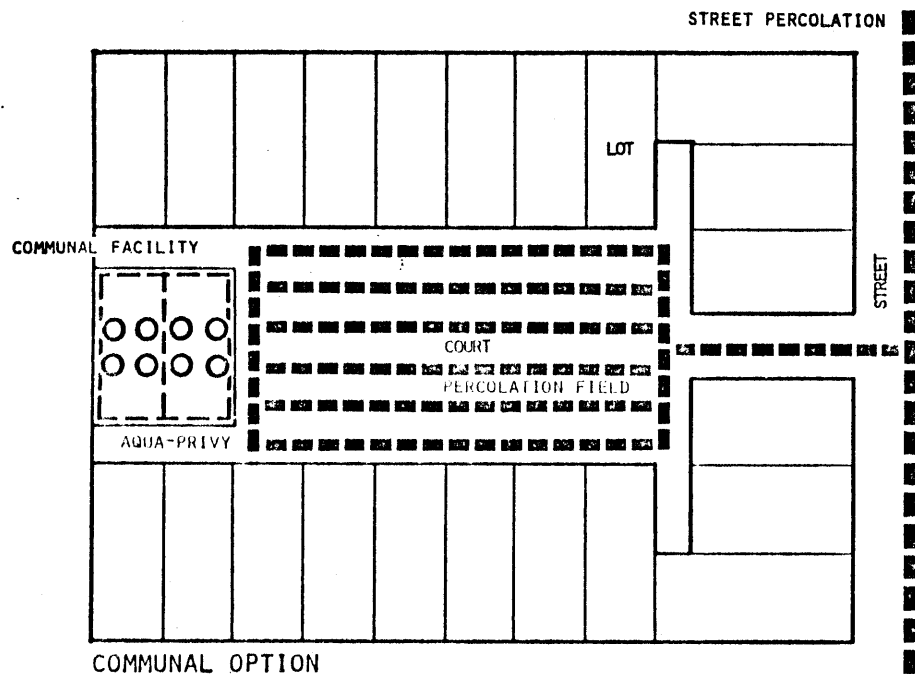 STREET PERCOLATION
LOT
COMMUNAL FACILITY
STREET
COURT
PERCOLATION FIELD
AQUA-PRIVY
COMMUNAL OPTION